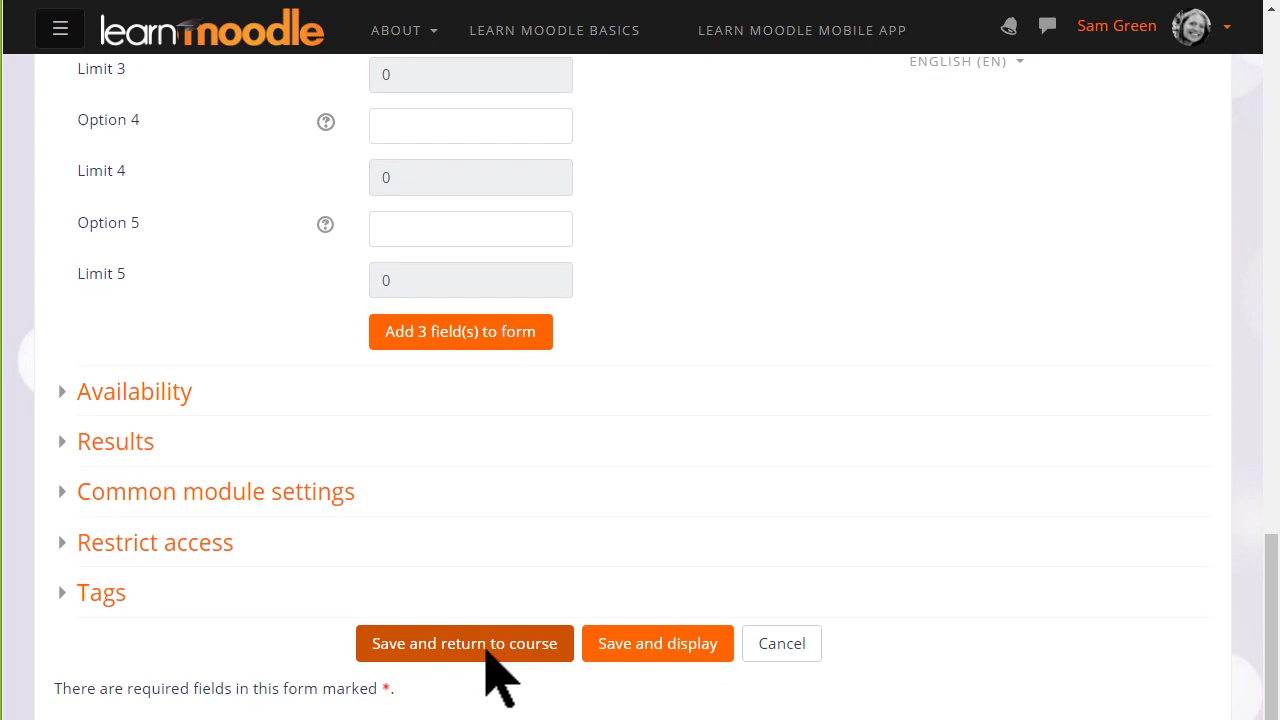 ☰ learn moodle ABOUT LEARN MOODLE BASICS LEARN MOODLE MOBILE APP Sam Green
ENGLISH (EN)
Limit 3 0
Option 4
Limit 4 0
Option 5
Limit 5 0
Add 3 field(s) to form
Availability
Results
Common module settings
Restrict access
Tags
Save and return to course Save and display Cancel
There are required fields in this form marked *.